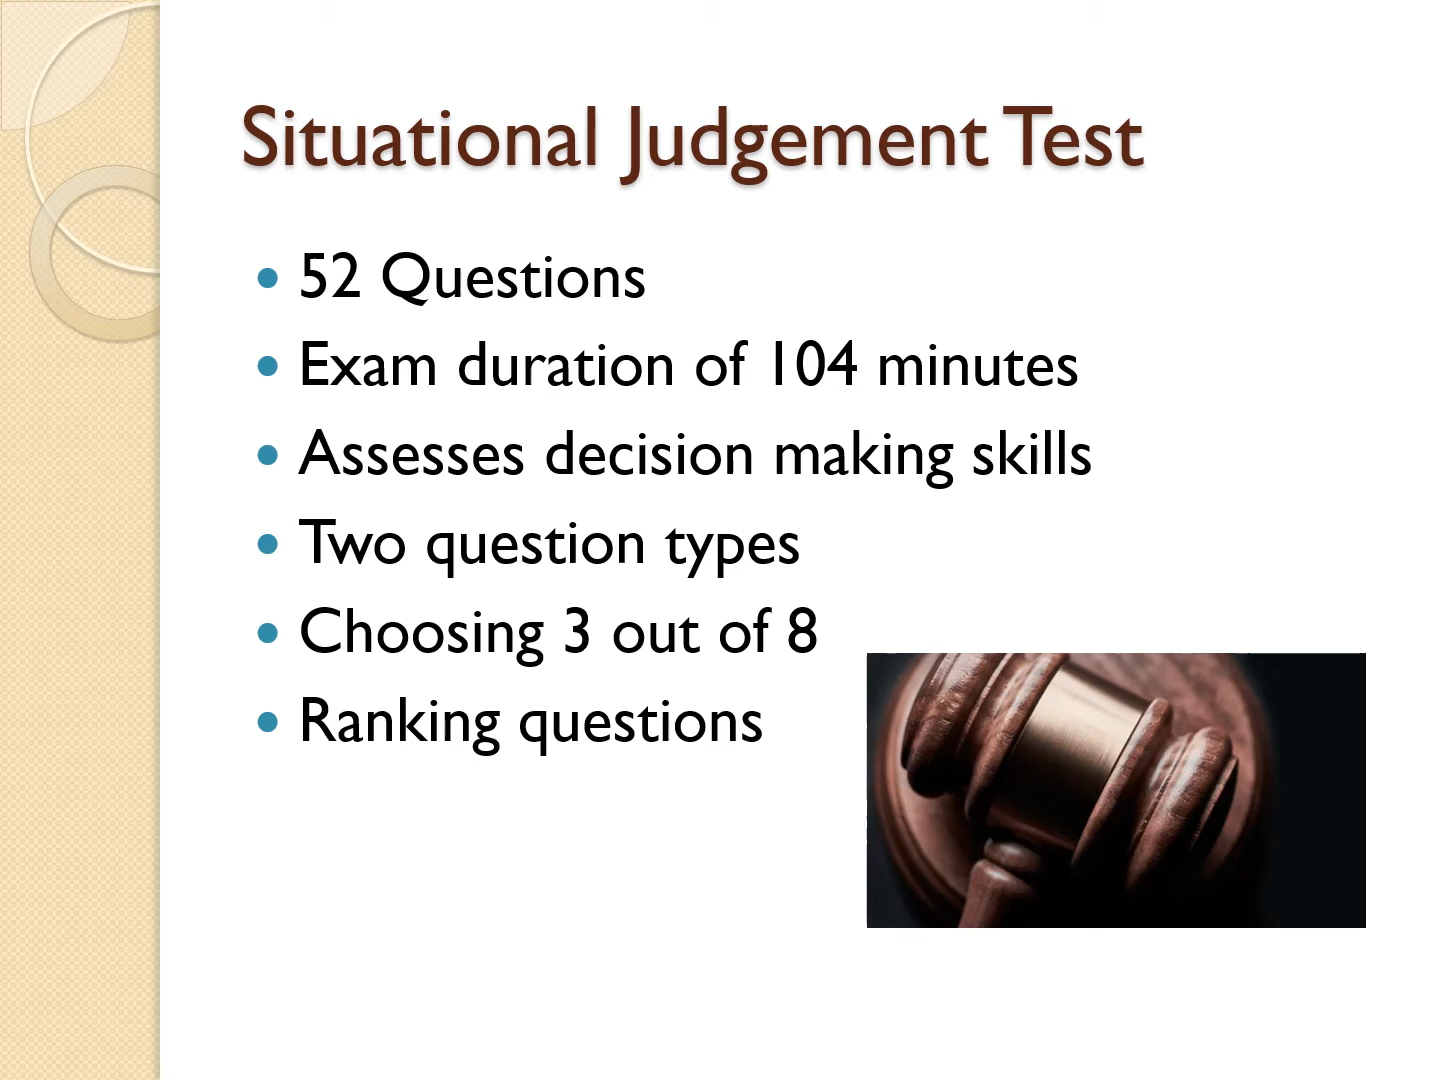 Situational Judgement Test
52 Questions
Exam duration of 104 minutes
Assesses decision making skills
Two question types
Choosing 3 out of 8
Ranking questions